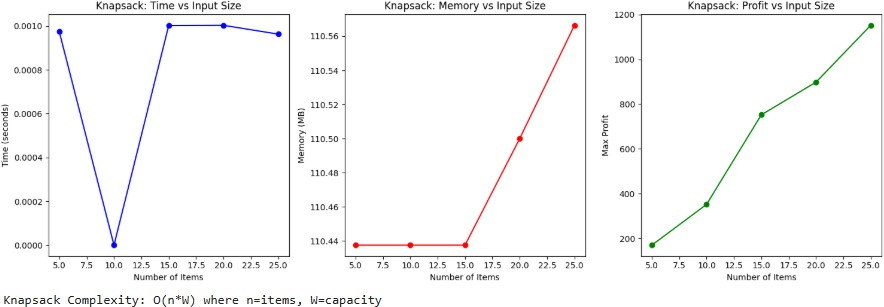 Knapsack: Time vs Input Size
Time (seconds)
0.0010
0.0008
0.0006
0.0004
0.0002
0.0000
5.0 7.5 10.0 12.5 15.0 17.5 20.0 22.5 25.0
Number of Items
Knapsack: Memory vs Input Size
Memory (MB)
110.56
110.54
110.52
110.50
110.48
110.46
110.44
5.0 7.5 10.0 12.5 15.0 17.5 20.0 22.5 25.0
Number of Items
Knapsack: Profit vs Input Size
Max Profit
1200
1000
800
600
400
200
5.0 7.5 10.0 12.5 15.0 17.5 20.0 22.5 25.0
Number of Items
Knapsack Complexity: O(n*W) where n=items, W=capacity